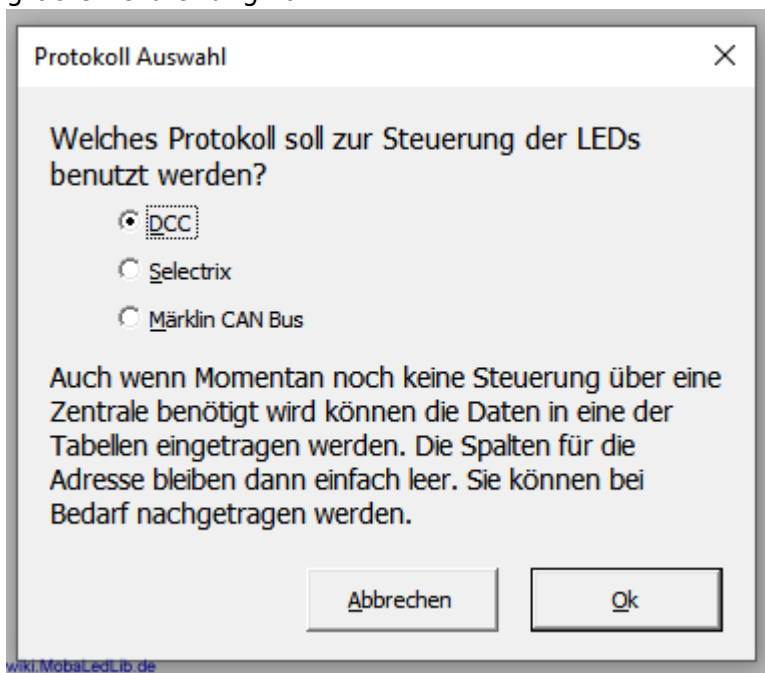 Protokoll Auswahl
Welches Protokoll soll zur Steuerung der LEDs
benutzt werden?
DCC
Selectrix
Märklin CAN Bus
Auch wenn Momentan noch keine Steuerung über eine
Zentrale benötigt wird können die Daten in eine der
Tabellen eingetragen werden. Die Spalten für die
Adresse bleiben dann einfach leer. Sie können bei
Bedarf nachgetragen werden.
Abbrechen
Ok
wiki.MobaLedLib.de